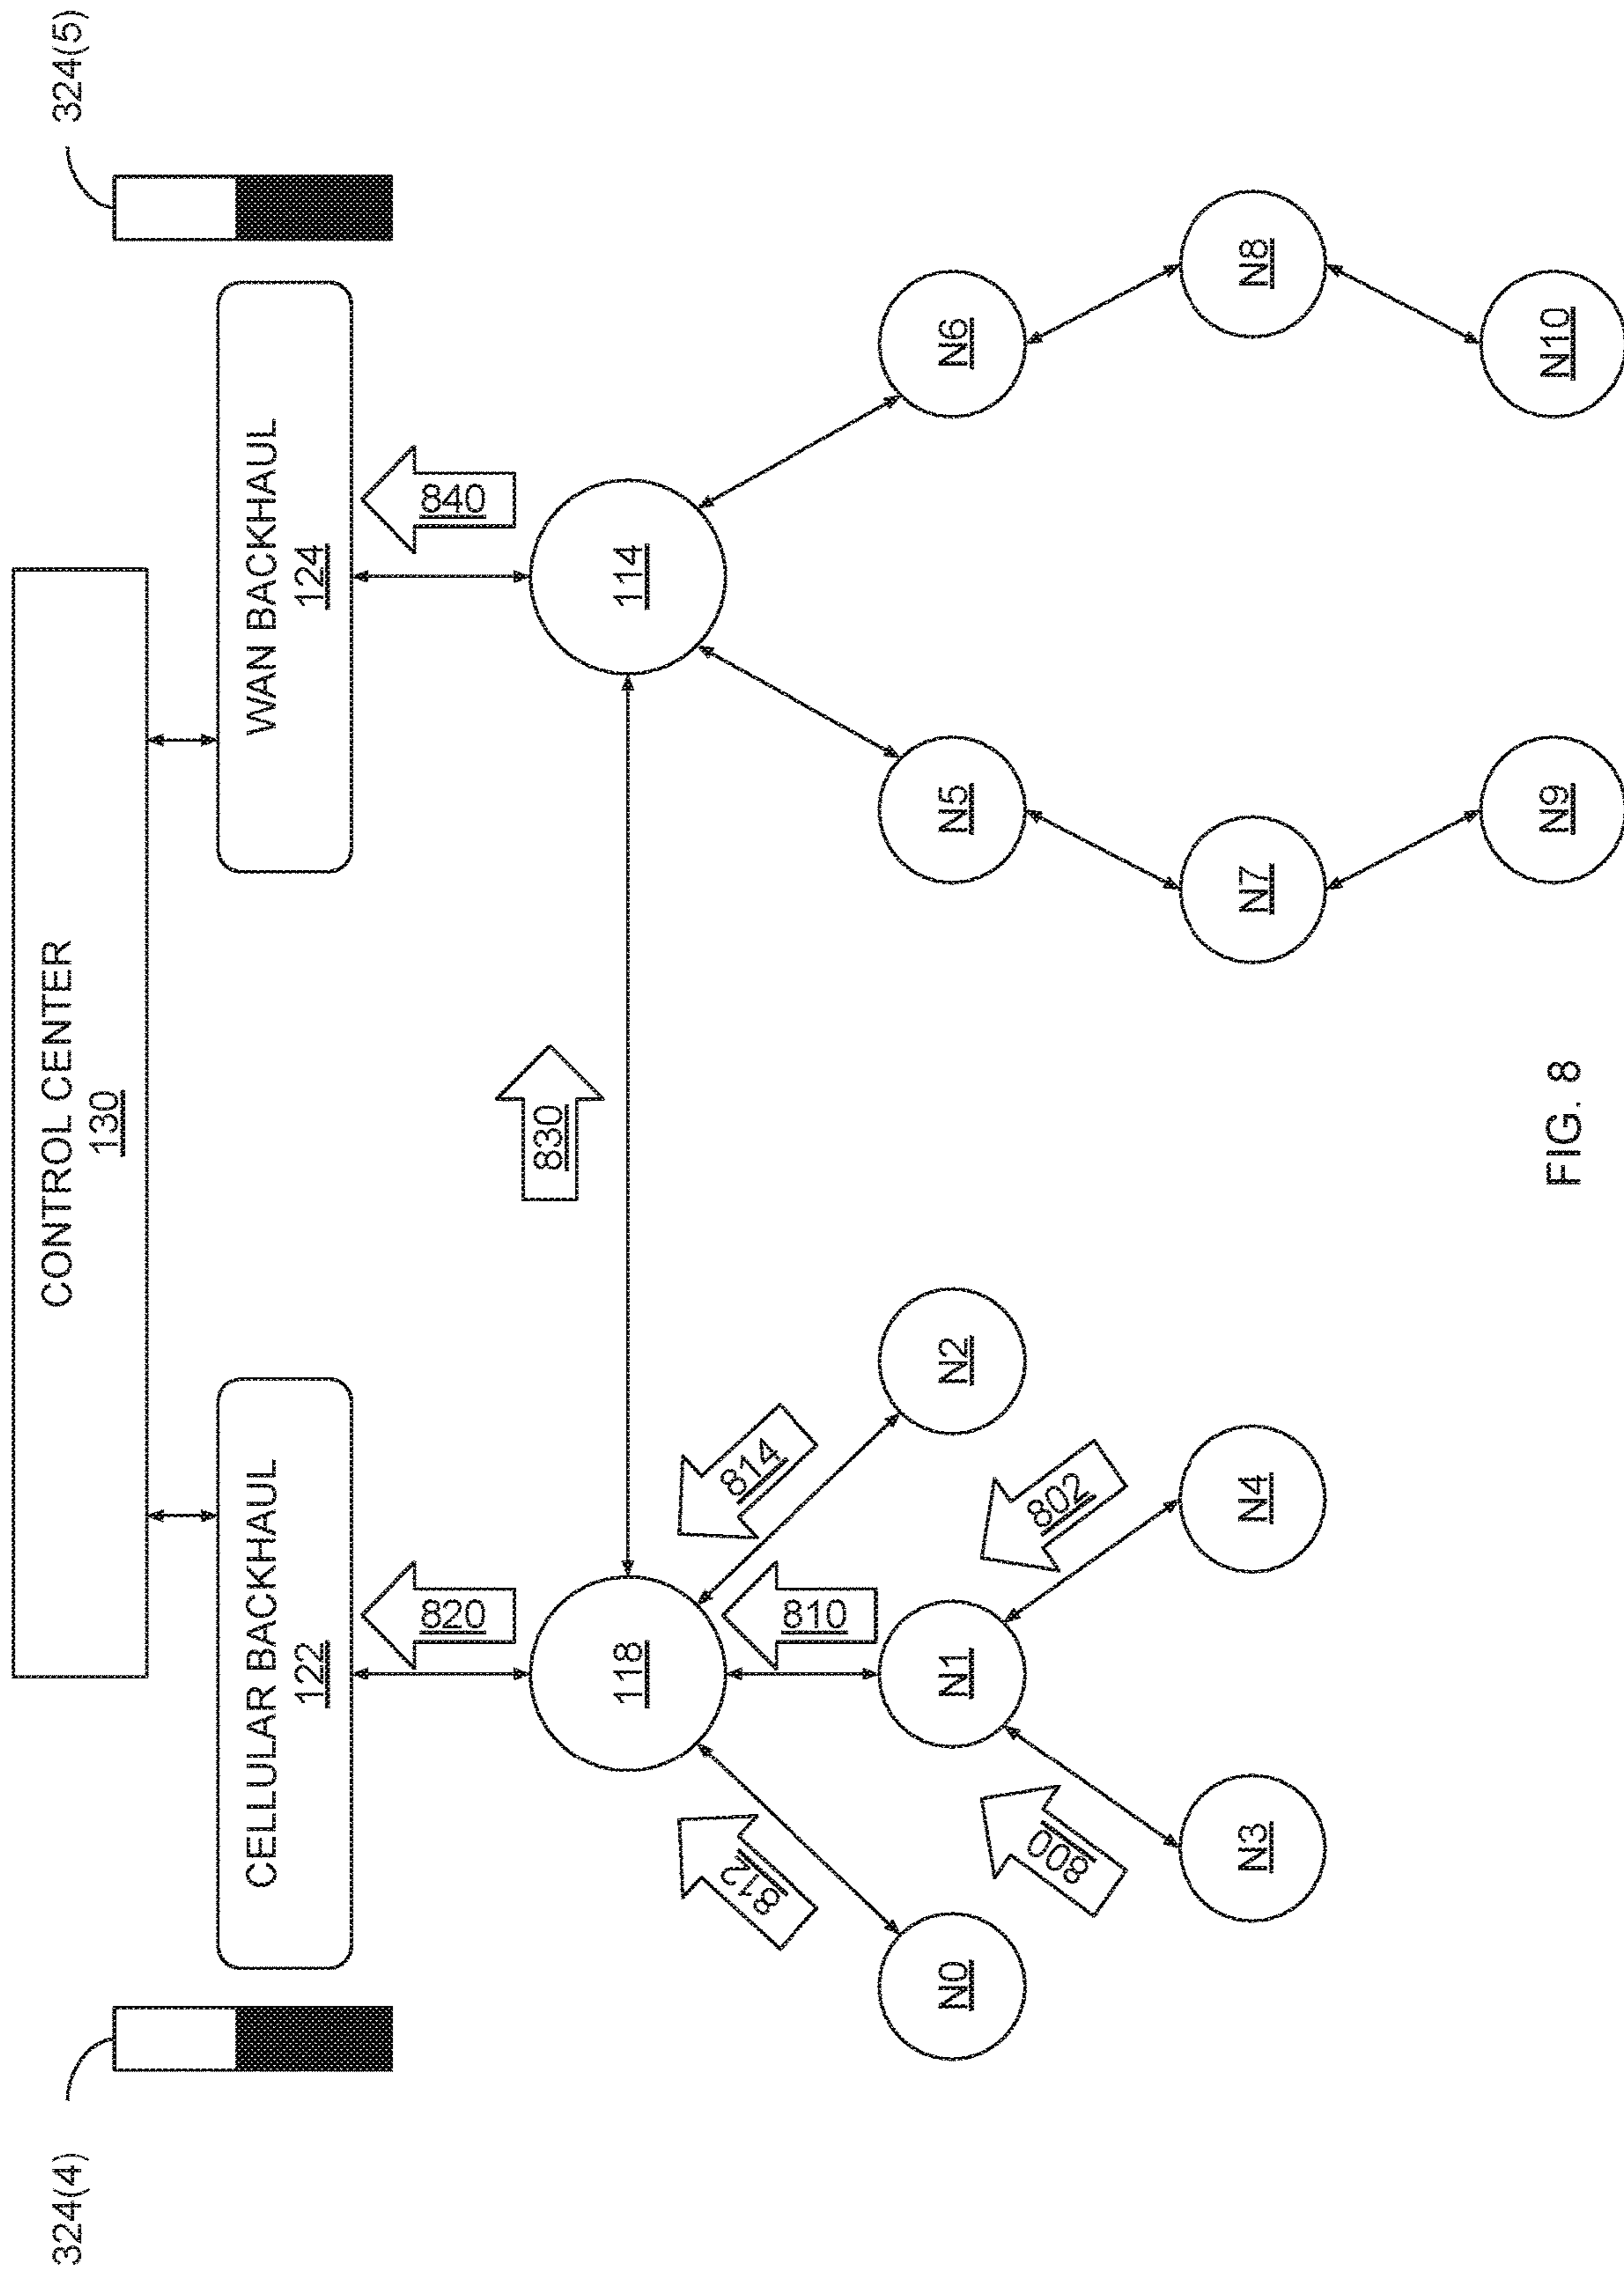 324(4)
324(5)
CONTROL CENTER
130
CELLULAR BACKHAUL
122
WAN BACKHAUL
124
820
840
830
118
114
812
810
814
N0
N1
N2
N5
N6
800
802
N3
N4
N7
N8
N9
N10
FIG. 8